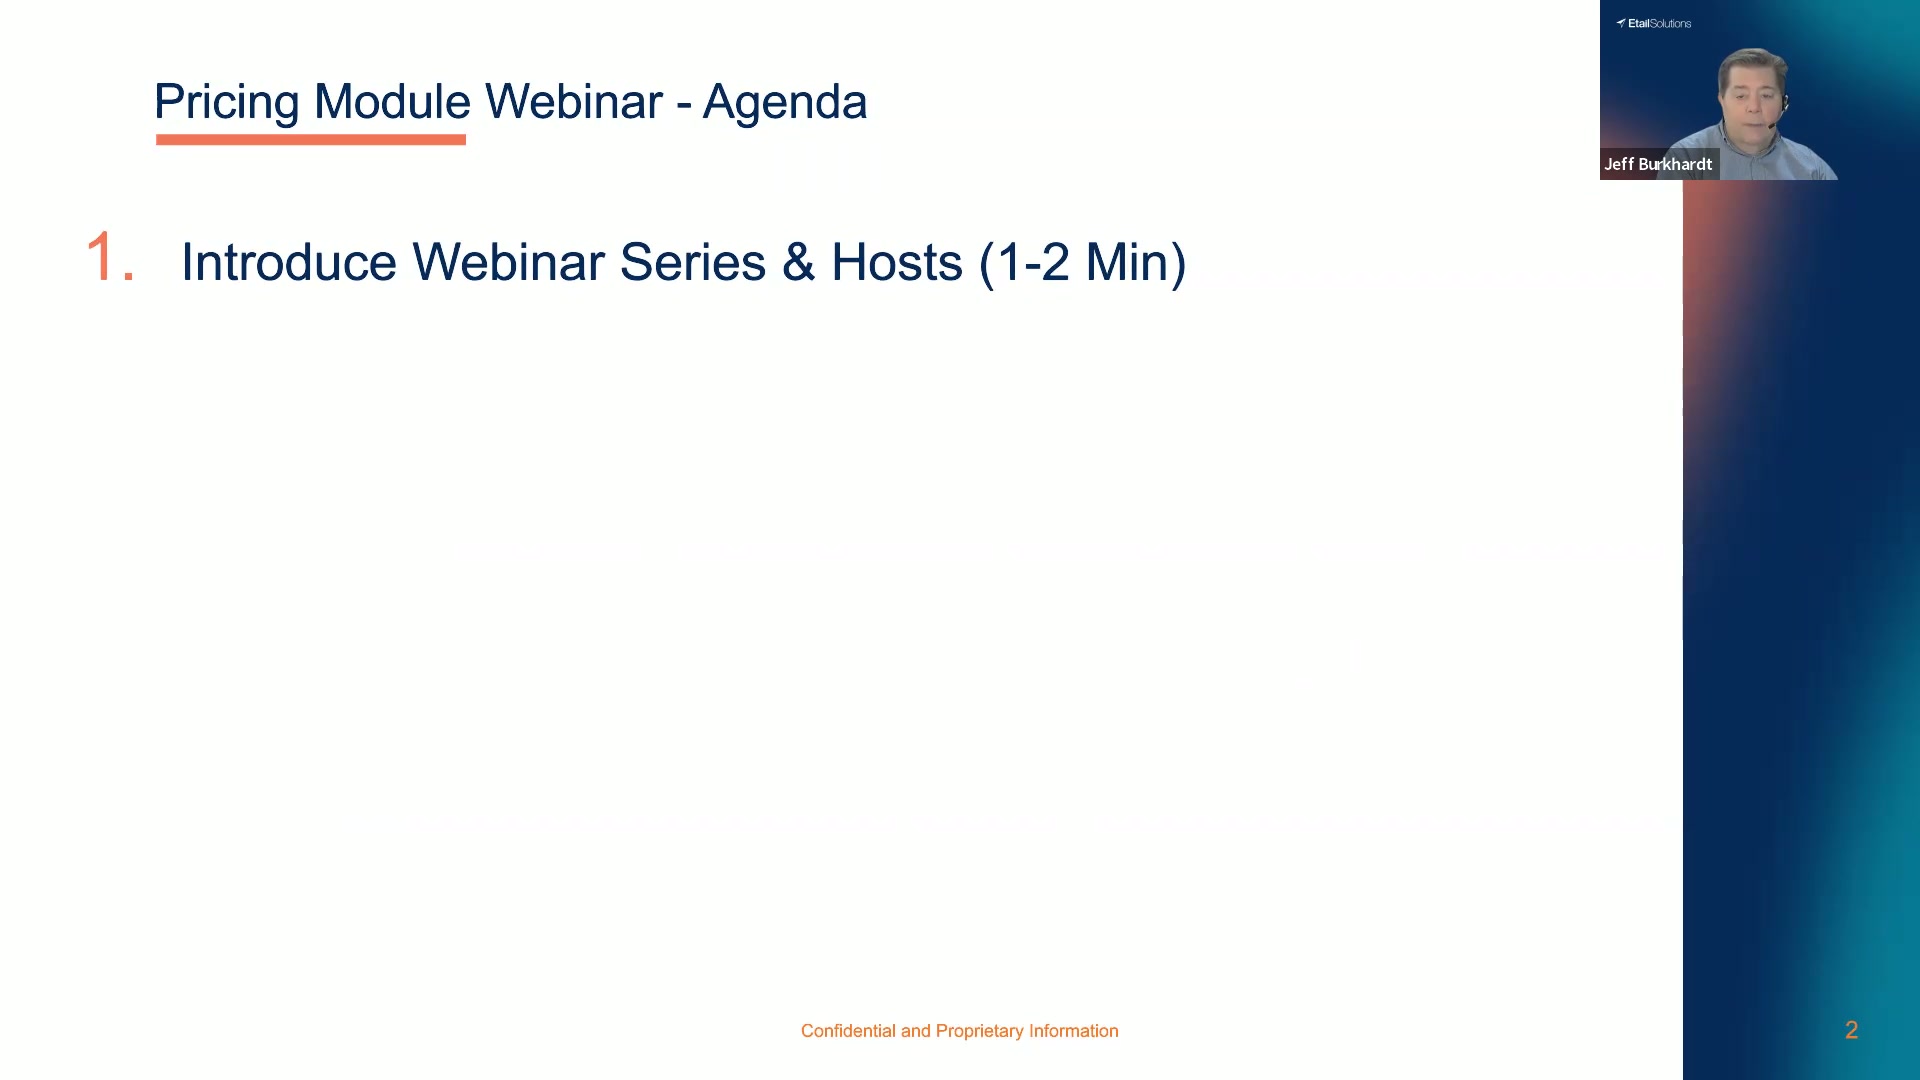 EtailSolutions
Pricing Module Webinar - Agenda
Jeff Burkhardt
1. Introduce Webinar Series & Hosts (1-2 Min)
Confidential and Proprietary Information
2